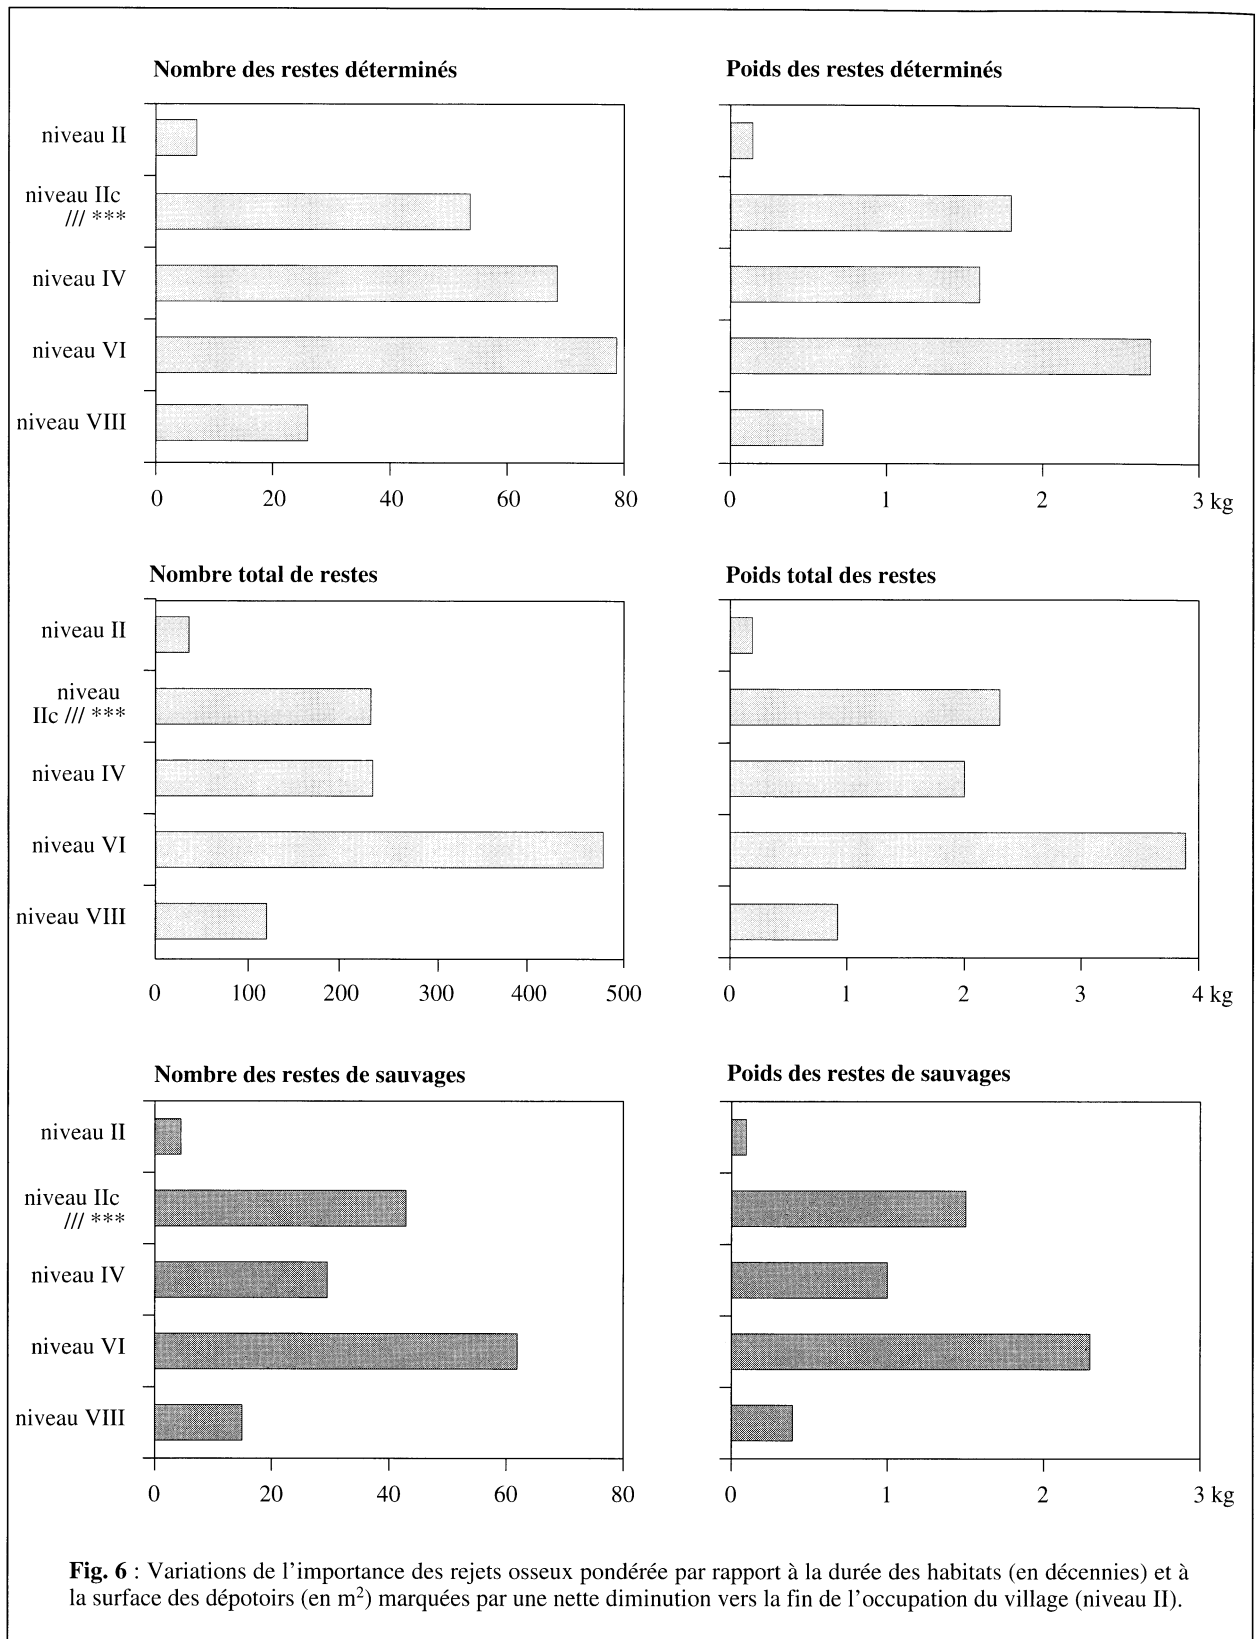 Nombre des restes déterminés
niveau II
niveau IIc
/// ***
niveau IV
niveau VI
niveau VIII
0 20 40 60 80
Poids des restes déterminés
0 1 2 3 kg
Nombre total de restes
niveau II
niveau
IIc /// ***
niveau IV
niveau VI
niveau VIII
0 100 200 300 400 500
Poids total des restes
0 1 2 3 4 kg
Nombre des restes de sauvages
niveau II
niveau IIc
/// ***
niveau IV
niveau VI
niveau VIII
0 20 40 60 80
Poids des restes de sauvages
0 1 2 3 kg
Fig. 6 : Variations de l'importance des rejets osseux pondérée par rapport à la durée des habitats (en décennies) et à
la surface des dépotoirs (en m²) marquées par une nette diminution vers la fin de l'occupation du village (niveau II).